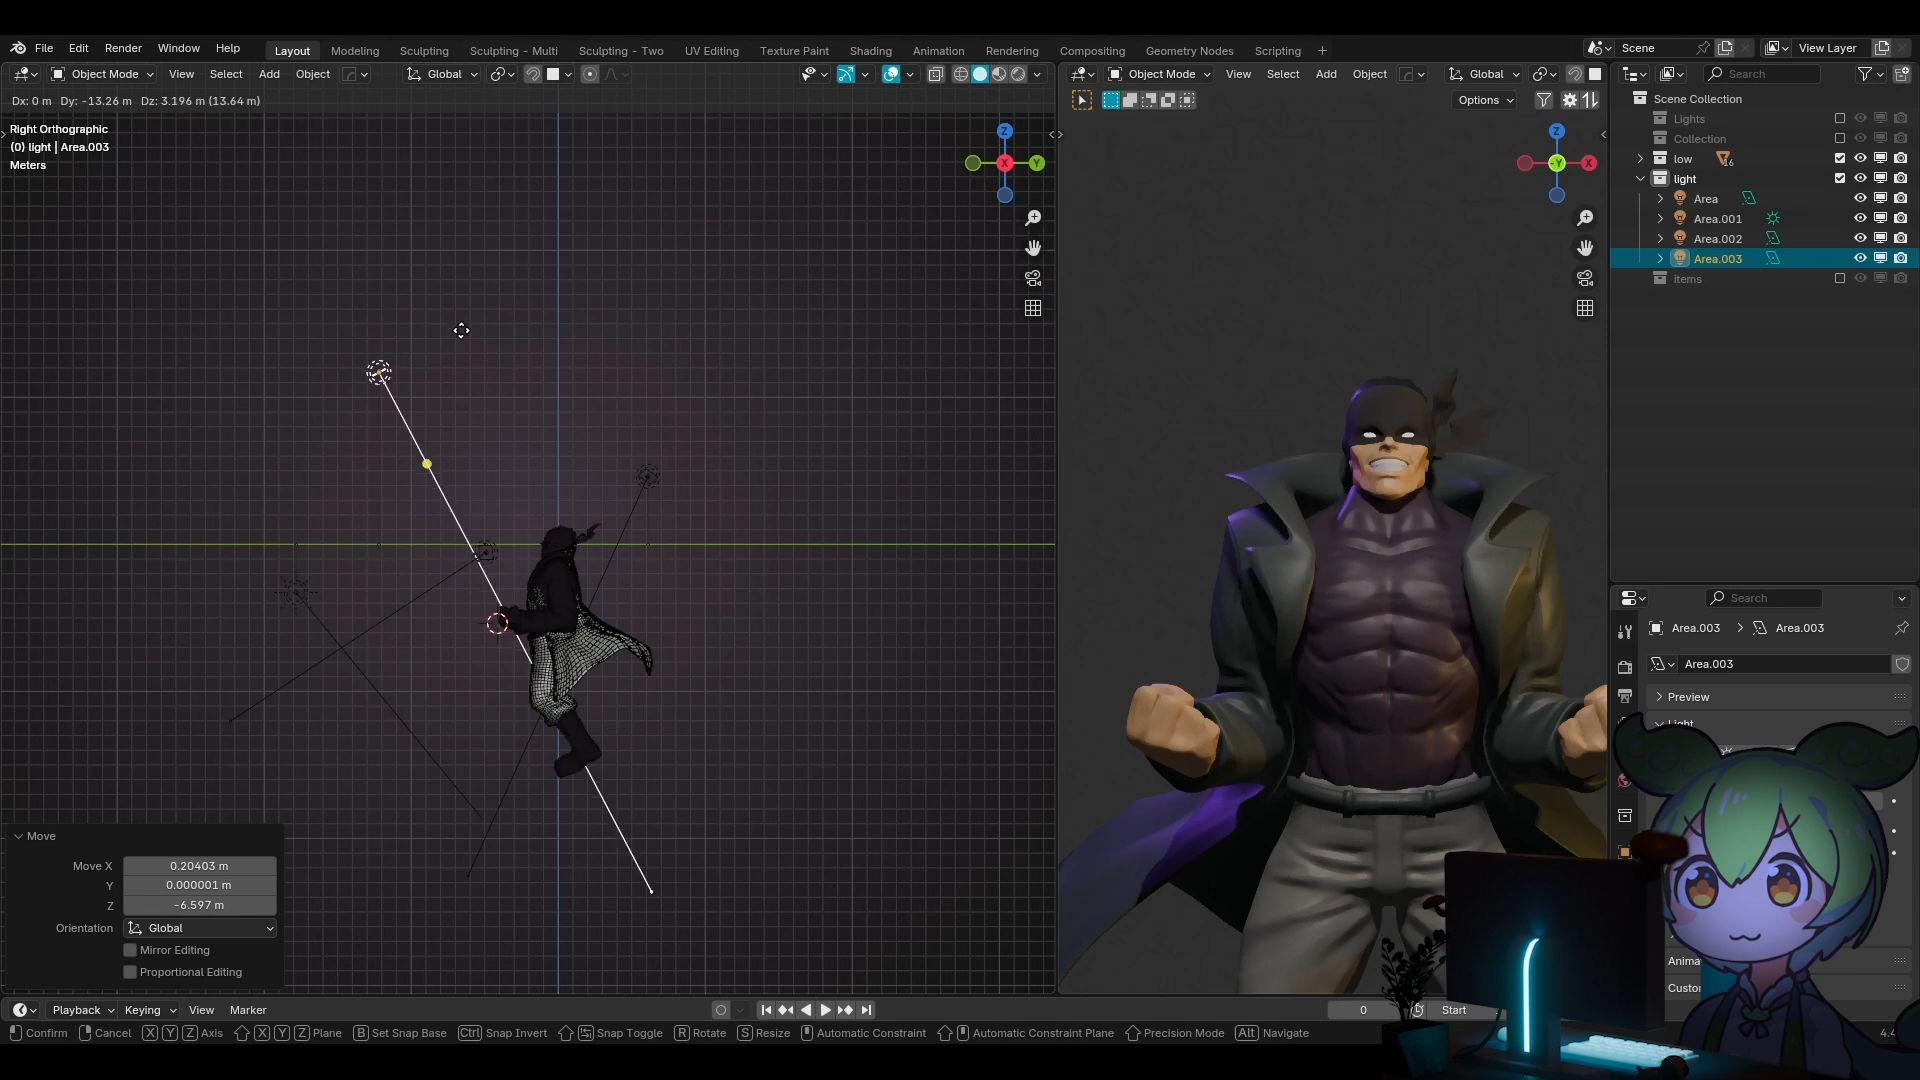 File Edit Render Window Help Layout Modeling Sculpting Sculpting - Multi Sculpting - Two UV Editing Texture Paint Shading Animation Rendering Compositing Geometry Nodes Scripting + Scene View Layer
Object Mode View Select Add Object Global
Object Mode View Select Add Object Global
Search
Dx: 0 m Dy: -13.26 m Dz: 3.196 m (13.64 m)
Options
Scene Collection
Lights
Collection
low 16
light
Area
Area.001
Area.002
Area.003
items
Right Orthographic
(0) light | Area.003
Meters
Z
X
Y
Z
-Y
X
Search
Area.003 Area.003
Area.003
Preview
Light
Anima
Custo
Move
Move X 0.20403 m
Y 0.000001 m
Z -6.597 m
Orientation Global
Mirror Editing
Proportional Editing
Playback Keying View Marker 0 Start
Confirm Cancel X Y Z Axis X Y Z Plane B Set Snap Base Ctrl Snap Invert Snap Toggle R Rotate S Resize Automatic Constraint Automatic Constraint Plane Precision Mode Alt Navigate 4.4